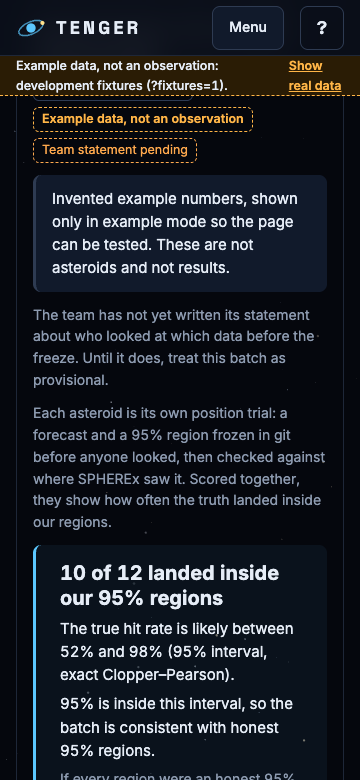 TENGER
Menu
?
Example data, not an observation:
development fixtures (?fixtures=1).
Show
real data
Example data, not an observation
Team statement pending
Invented example numbers, shown
only in example mode so the page
can be tested. These are not
asteroids and not results.
The team has not yet written its statement
about who looked at which data before the
freeze. Until it does, treat this batch as
provisional.
Each asteroid is its own position trial: a
forecast and a 95% region frozen in git
before anyone looked, then checked against
where SPHEREx saw it. Scored together,
they show how often the truth landed inside
our regions.
10 of 12 landed inside
our 95% regions
The true hit rate is likely between
52% and 98% (95% interval,
exact Clopper–Pearson).
95% is inside this interval, so the
batch is consistent with honest
95% regions.
If every region were an honest 95%